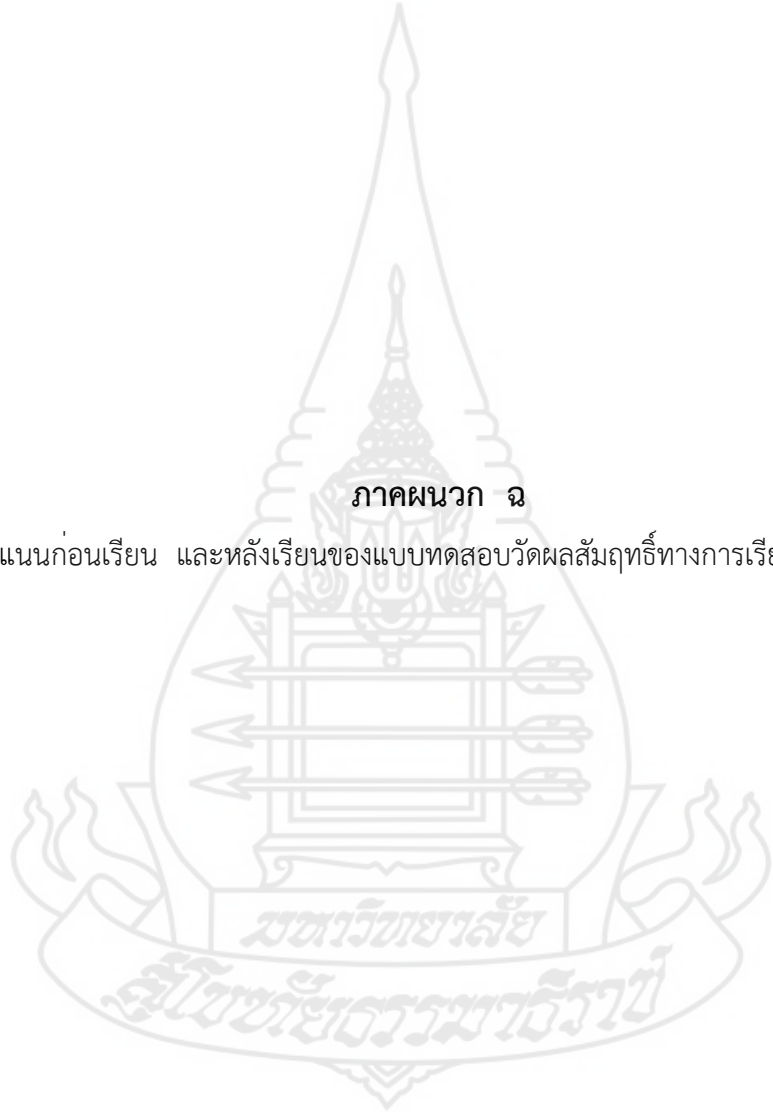 ภาคผนวก ฉ
แนนก่อนเรียน และหลังเรียนของแบบทดสอบวัดผลสัมฤทธิ์ทางการเรีย
มหาวิทยาลัย
สุโขทัยธรรมาธิราช